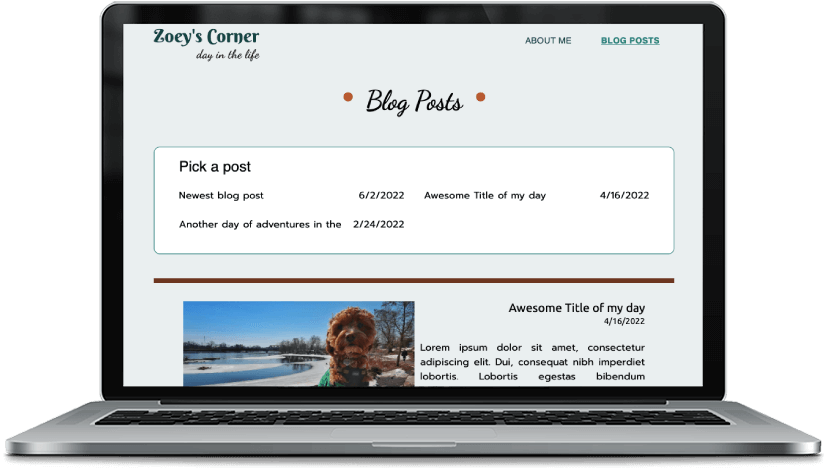 Zoey's Corner
day in the life
ABOUT ME BLOG POSTS
Blog Posts
Pick a post
Newest blog post 6/2/2022 Awesome Title of my day 4/16/2022
Another day of adventures in the 2/24/2022
Awesome Title of my day
4/16/2022
Lorem ipsum dolor sit amet, consectetur
adipiscing elit. Dui, consequat nibh imperdiet
lobortis. Lobortis egestas bibendum